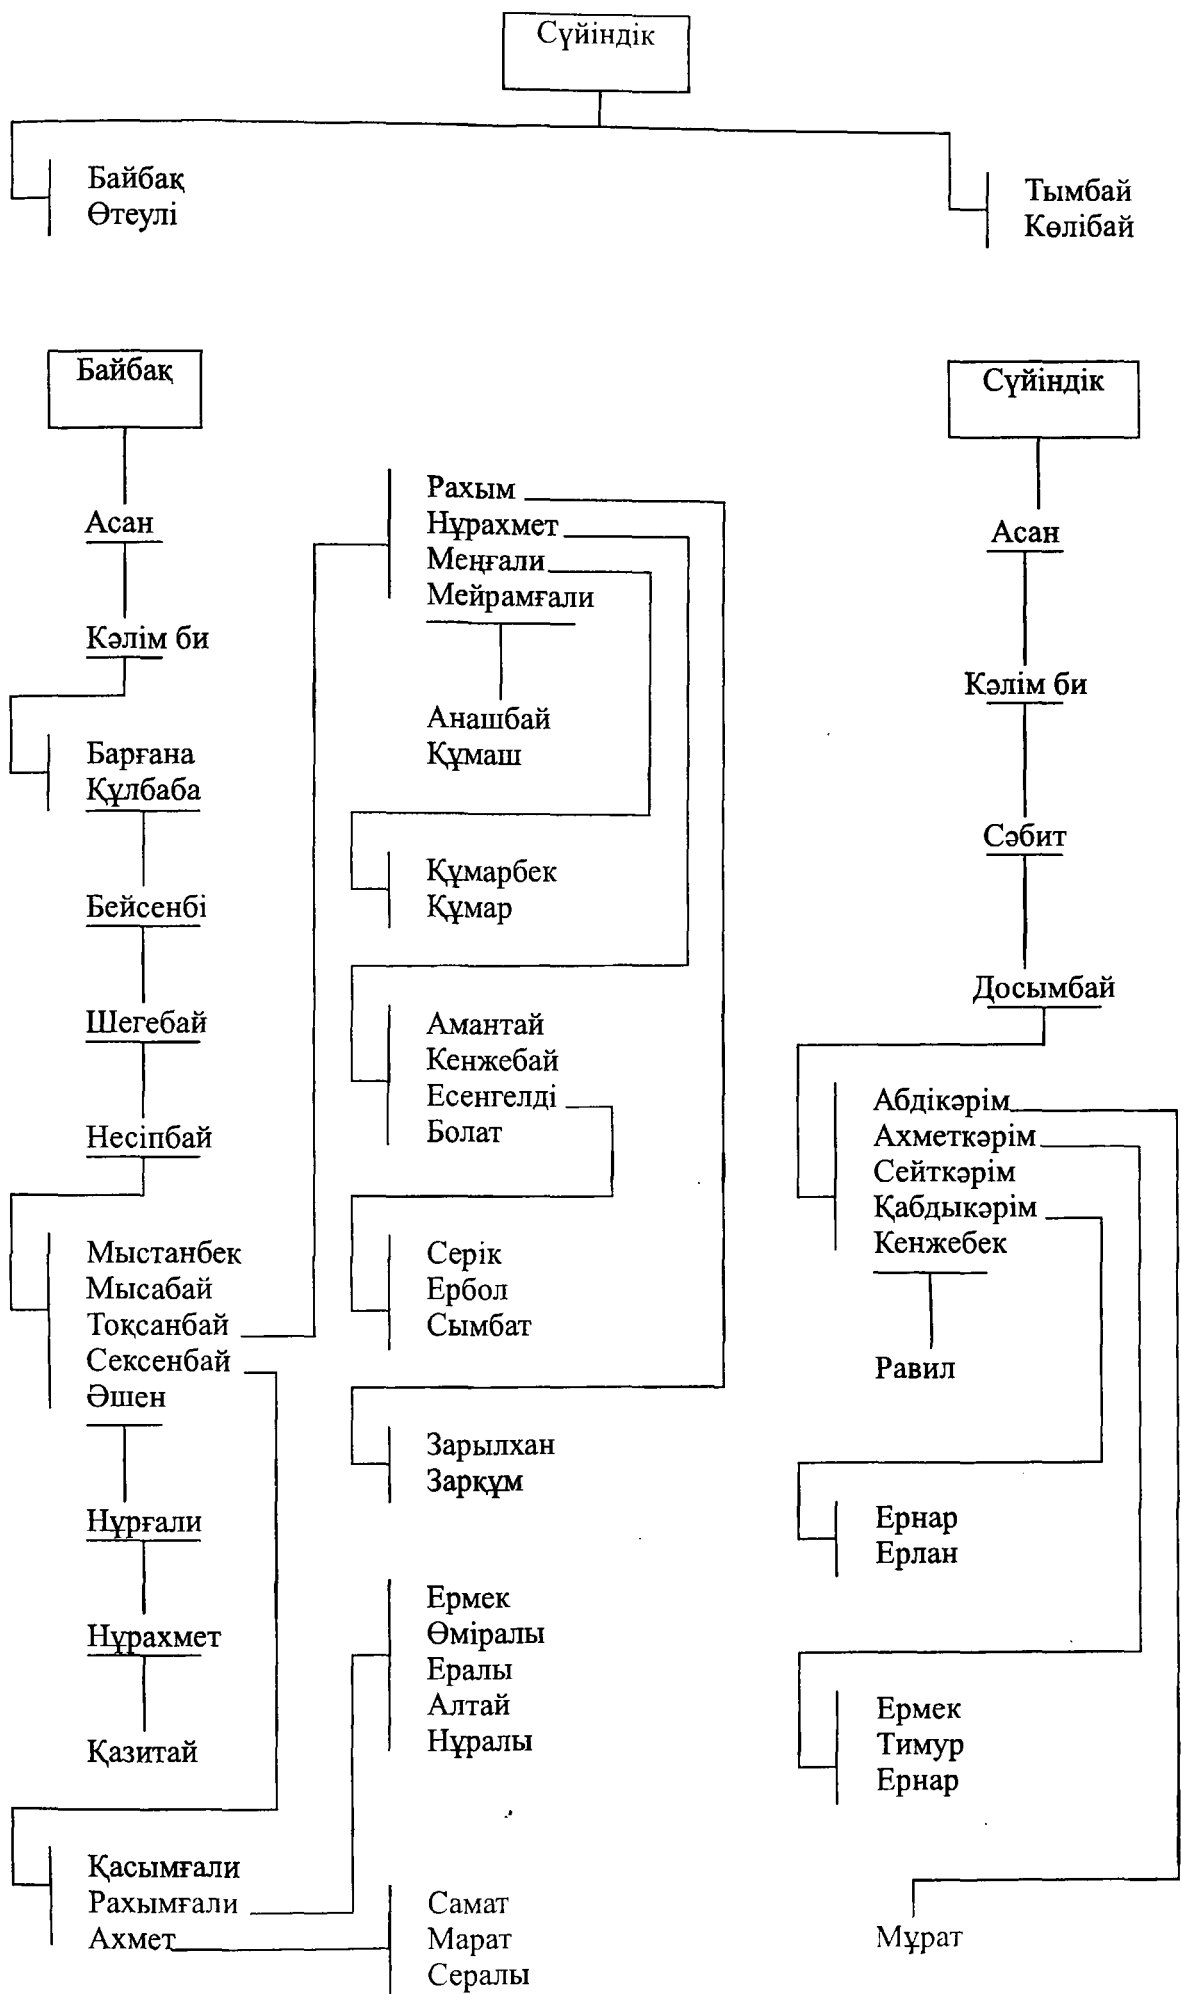 Сүйіндік
Байбақ
Өтеулі
Тымбай
Көлібай
Байбақ
Асан
Кәлім би
Барғана
Құлбаба
Бейсенбі
Шегебай
Несіпбай
Мыстанбек
Мысабай
Тоқсанбай
Сексенбай
Әшен
Нұрғали
Нұрахмет
Қазитай
Қасымғали
Рахымғали
Ахмет
Рахым
Нұрахмет
Меңғали
Мейрамғали
Анашбай
Құмаш
Құмарбек
Құмар
Амантай
Кенжебай
Есенгелді
Болат
Серік
Ербол
Сымбат
Зарылхан
Зарқұм
Ермек
Өміралы
Ералы
Алтай
Нұралы
Самат
Марат
Сералы
Сүйіндік
Асан
Кәлім би
Сәбит
Досымбай
Абдікәрім
Ахметкәрім
Сейткәрім
Қабдыкәрім
Кенжебек
Равил
Ернар
Ерлан
Ермек
Тимур
Ернар
Мұрат